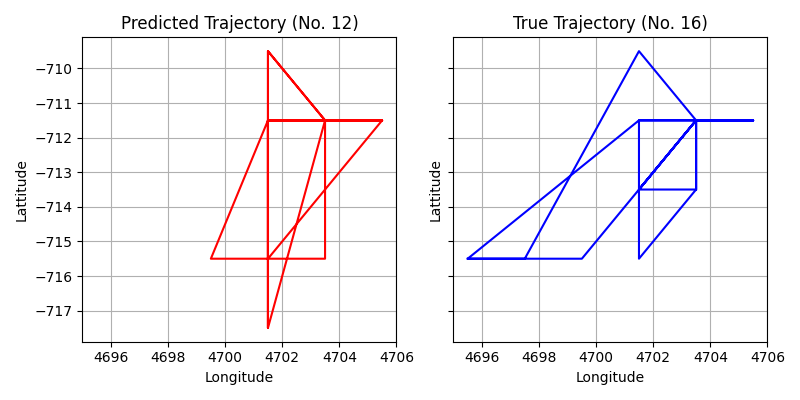 Predicted Trajectory (No. 12)
True Trajectory (No. 16)
−710
−711
−712
−713
−714
−715
−716
−717
Lattitude
Lattitude
4696 4698 4700 4702 4704 4706
4696 4698 4700 4702 4704 4706
Longitude
Longitude